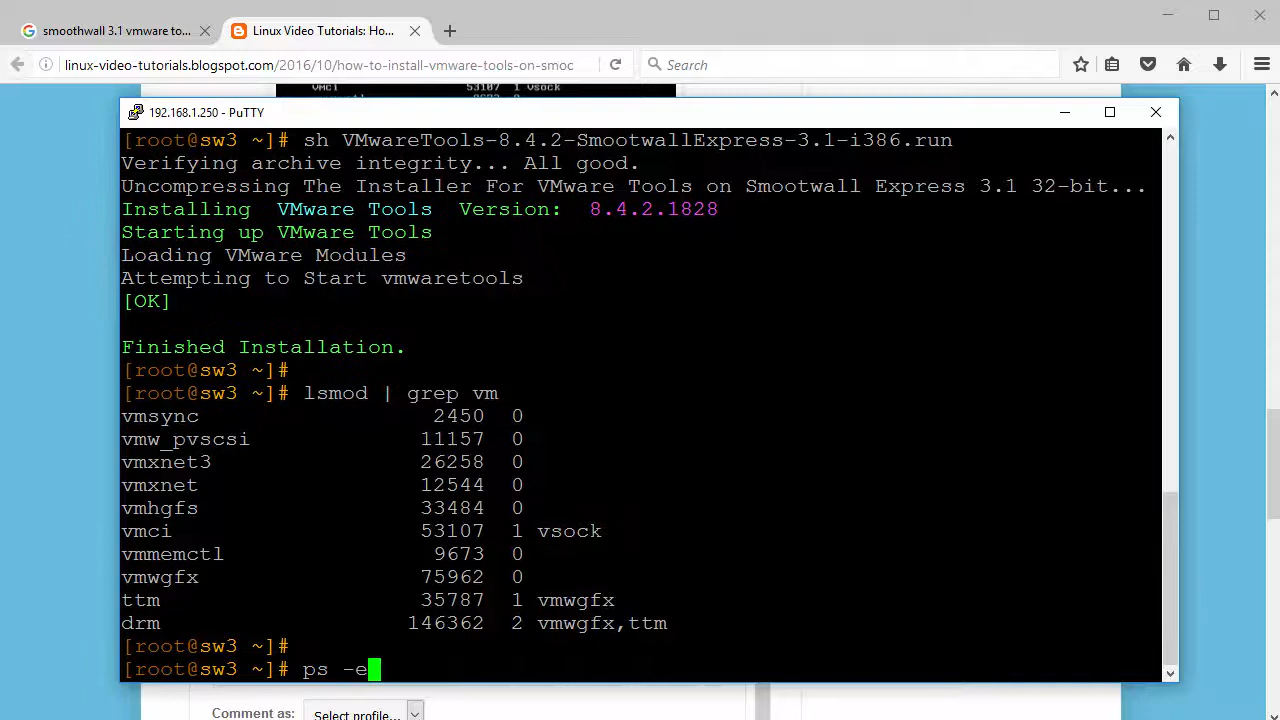 smoothwall 3.1 vmware to...
Linux Video Tutorials: Ho...
linux-video-tutorials.blogspot.com/2016/10/how-to-install-vmware-tools-on-smoc
Search
vmci 53107 1 vsock
192.168.1.250 - PuTTY
[root@sw3 ~]# sh VMwareTools-8.4.2-SmootwallExpress-3.1-i386.run
Verifying archive integrity... All good.
Uncompressing The Installer For VMware Tools on Smootwall Express 3.1 32-bit...
Installing VMware Tools Version: 8.4.2.1828
Starting up VMware Tools
Loading VMware Modules
Attempting to Start vmwaretools
[OK]
Finished Installation.
[root@sw3 ~]#
[root@sw3 ~]# lsmod | grep vm
vmsync 2450 0
vmw_pvscsi 11157 0
vmxnet3 26258 0
vmxnet 12544 0
vmhgfs 33484 0
vmci 53107 1 vsock
vmmemctl 9673 0
vmwgfx 75962 0
ttm 35787 1 vmwgfx
drm 146362 2 vmwgfx,ttm
[root@sw3 ~]#
[root@sw3 ~]# ps -e
Comment as: Select profile...